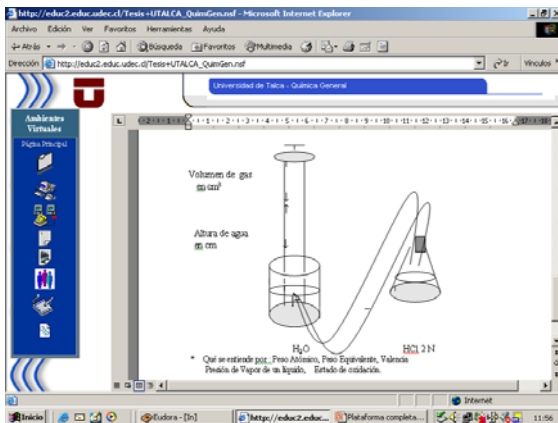 http://educ2.educ.udec.cl/Tesis+UTALCA_QuimGen.nsf - Microsoft Internet Explorer
Archivo Edición Ver Favoritos Herramientas Ayuda
Atrás Búsqueda Favoritos Multimedia
Dirección http://educ2.educ.udec.cl/Tesis+UTALCA_QuimGen.nsf Ir Vínculos
Universidad de Talca - Química General
Ambientes
Virtuales
Página Principal
Volumen de gas
en cm³
Altura de agua
en cm
H₂O HCl 2 N
* Qué se entiende por : Peso Atómico, Peso Equivalente, Valencia
Presión de Vapor de un líquido, Estado de oxidación.
Internet
Inicio Eudora - [In] http://educ2.educ... Plataforma completa... 11:56